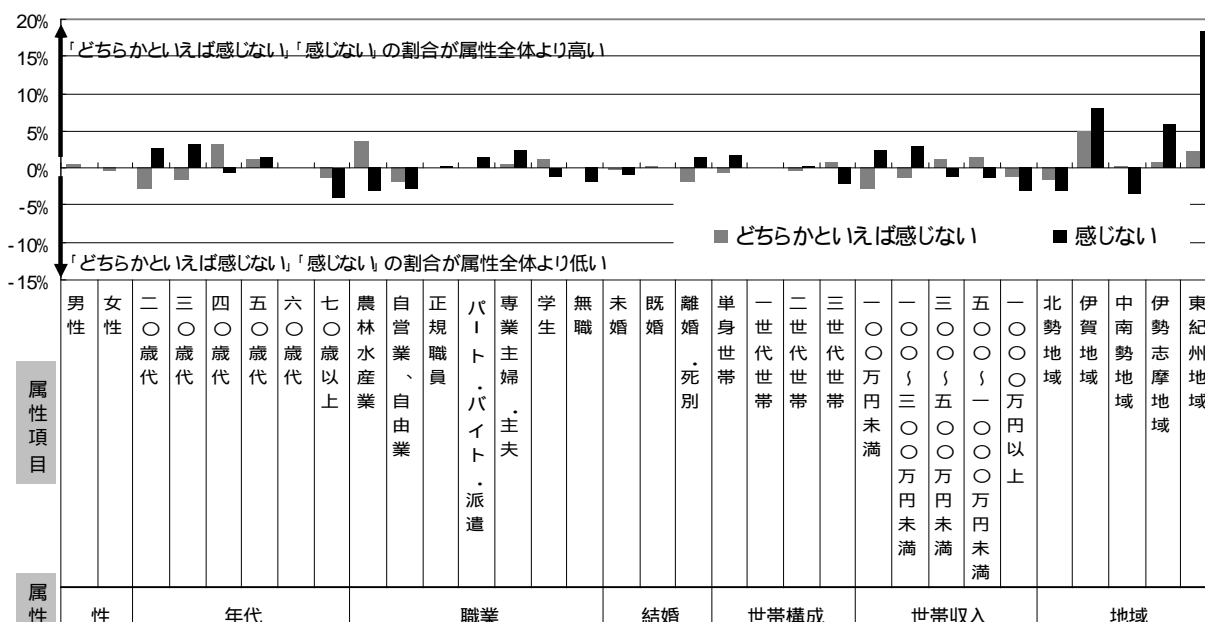 20%
15%
10%
5%
0%
-5%
-10%
-15%
「どちらかといえば感じない」「感じない」の割合が属性全体より高い
どちらかといえば感じない
感じない
「どちらかといえば感じない」「感じない」の割合が属性全体より低い
属性項目
男性
女性
二〇歳代
三〇歳代
四〇歳代
五〇歳代
六〇歳代
七〇歳以上
農林水産業
自営業、自由業
正規職員
パート・バイト・派遣
専業主婦・主夫
学生
無職
未婚
既婚
離婚・死別
単身世帯
一世代世帯
二世代世帯
三世代世帯
一〇〇万円未満
一〇〇～三〇〇万円未満
三〇〇～五〇〇万円未満
五〇〇～一〇〇〇万円未満
一〇〇〇万円以上
北勢地域
伊賀地域
中南勢地域
伊勢志摩地域
東紀州地域
属性
性
年代
職業
結婚
世帯構成
世帯収入
地域